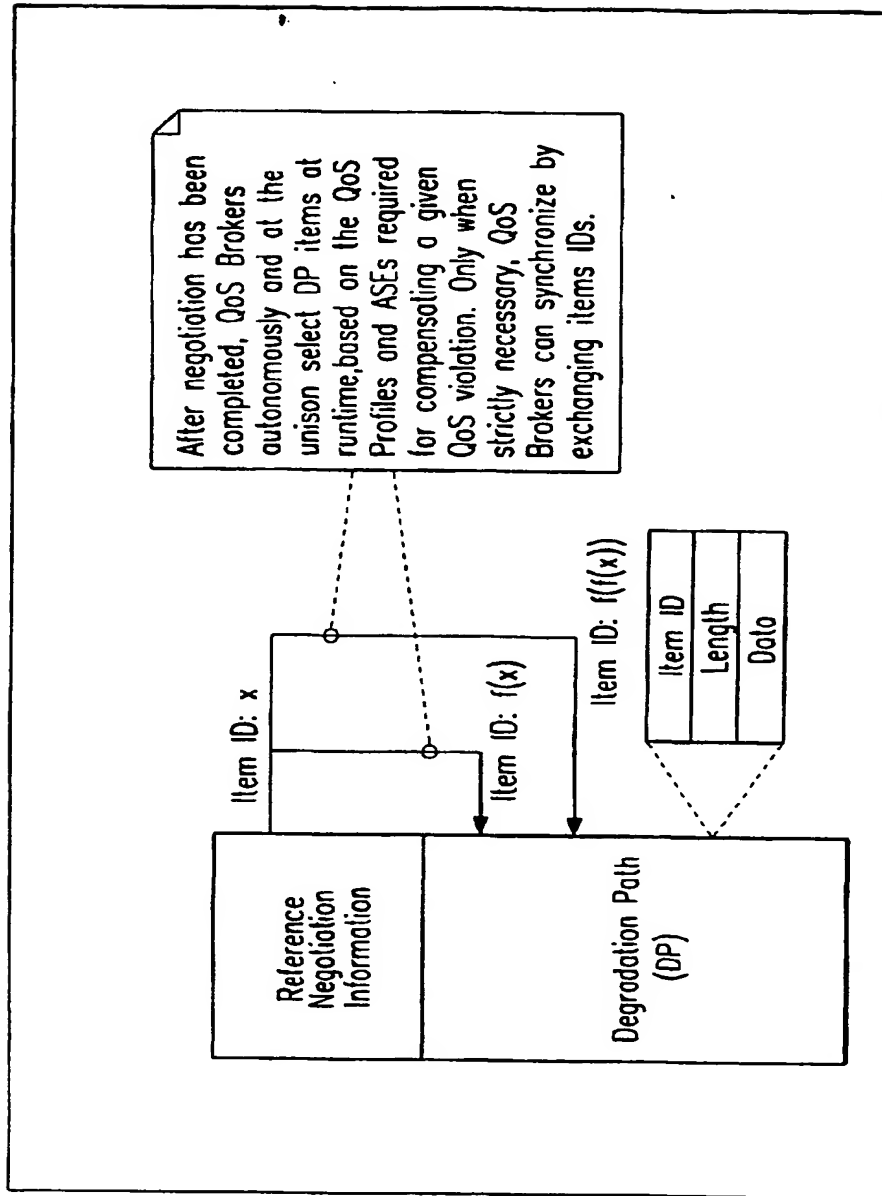 Reference
Negotiation
Information
Degradation Path
(DP)
Item ID: x
Item ID: f(x)
Item ID: f(f(x))
Item ID
Length
Data
After negotiation has been
completed, QoS Brokers
autonomously and at the
unison select DP items at
runtime,based on the QoS
Profiles and ASEs required
for compensating a given
QoS violation. Only when
strictly necessary, QoS
Brokers can synchronize by
exchanging items IDs.